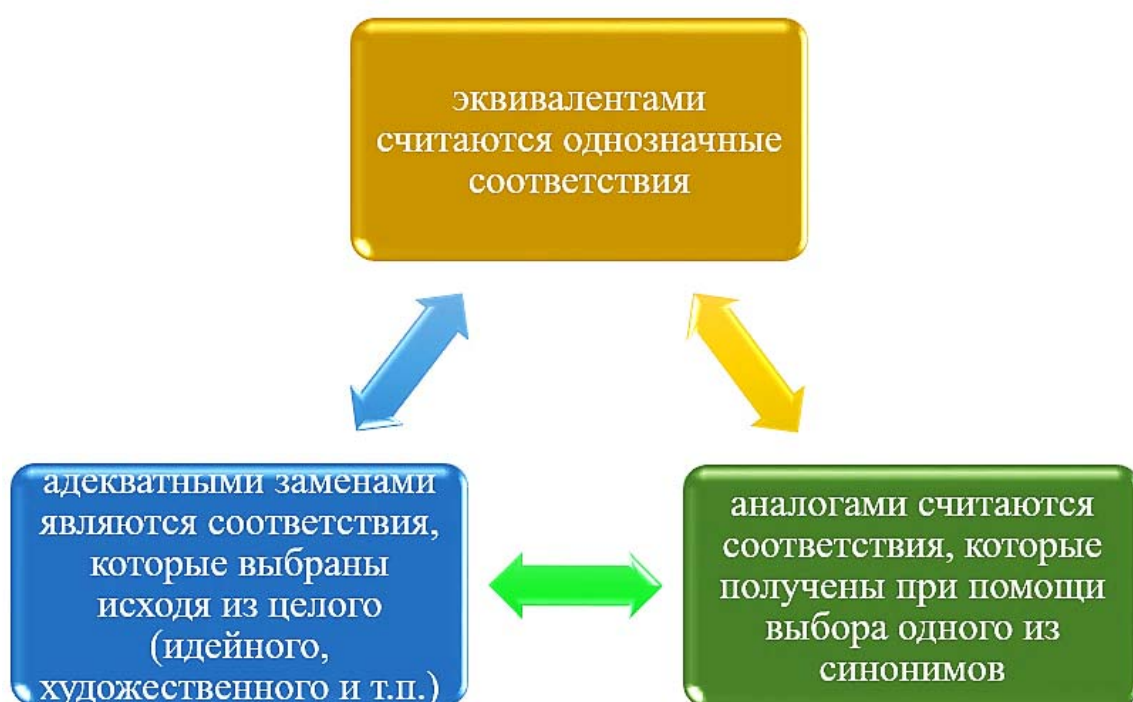 эквивалентами
считаются однозначные
соответствия
адекватными заменами
являются соответствия,
которые выбраны
исходя из целого
(идейного,
художественного и т.п.)
аналогами считаются
соответствия, которые
получены при помощи
выбора одного из
синонимов